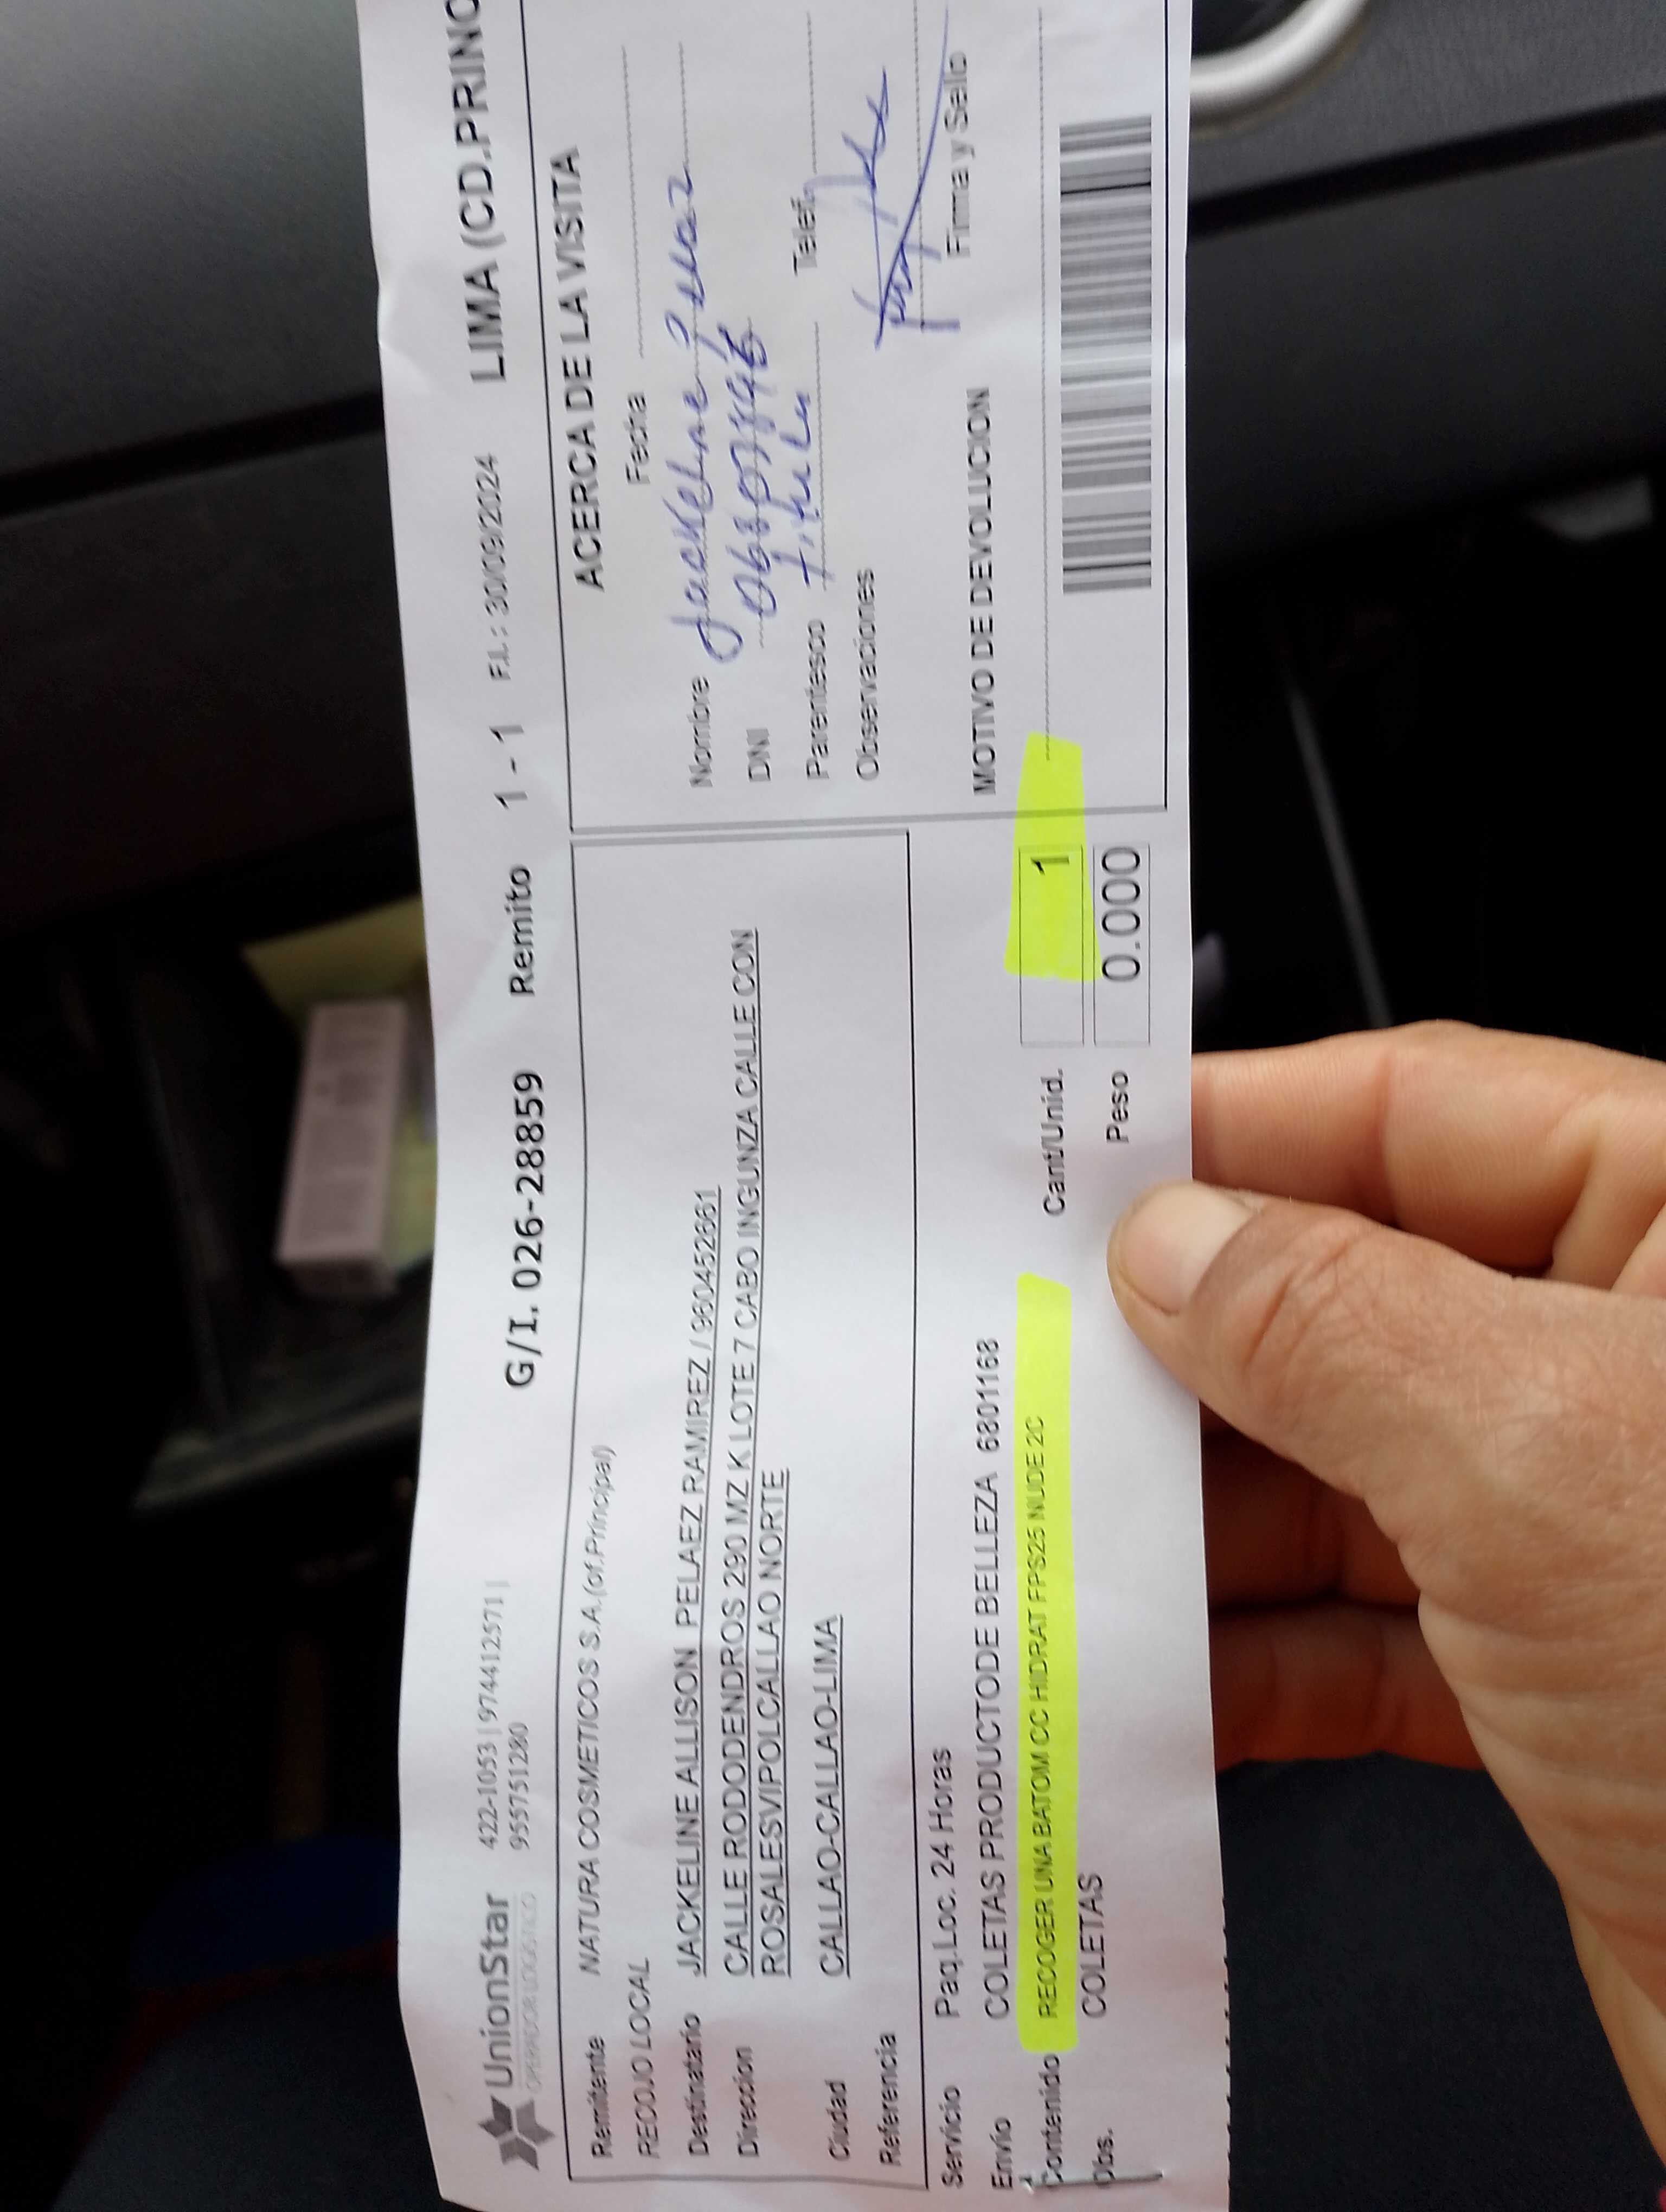 UnionStar
OPERADOR LOGISTICO
422-1053 | 974412571 |
955751280
G/I. 026-28859 Remito 1 - 1 F.I.: 30/09/2024 LIMA (CD.PRINC
Remitente NATURA COSMETICOS S.A.(of.Principal)
RECOJO LOCAL
Destinatario JACKELINE ALLISON PELAEZ RAMIREZ / 960452661
Direccion CALLE RODODENDROS 290 MZ K LOTE 7 CABO INGUNZA CALLE CON
ROSALESVIPOLCALLAO NORTE
Ciudad CALLAO-CALLAO-LIMA
Referencia
Servicio Paq.Loc. 24 Horas
Envío COLETAS PRODUCTODE BELLEZA 6801168
Contenido RECOGER UNA BATOM CC HIDRAT FPS25 NUDE 2C
Obs. COLETAS
Cant/Unid. 1
Peso 0.000
ACERCA DE LA VISITA
Fecha
Nombre Jackeline
DNI
Parentesco Telef.
Observaciones
Firma y Sello
MOTIVO DE DEVOLUCION